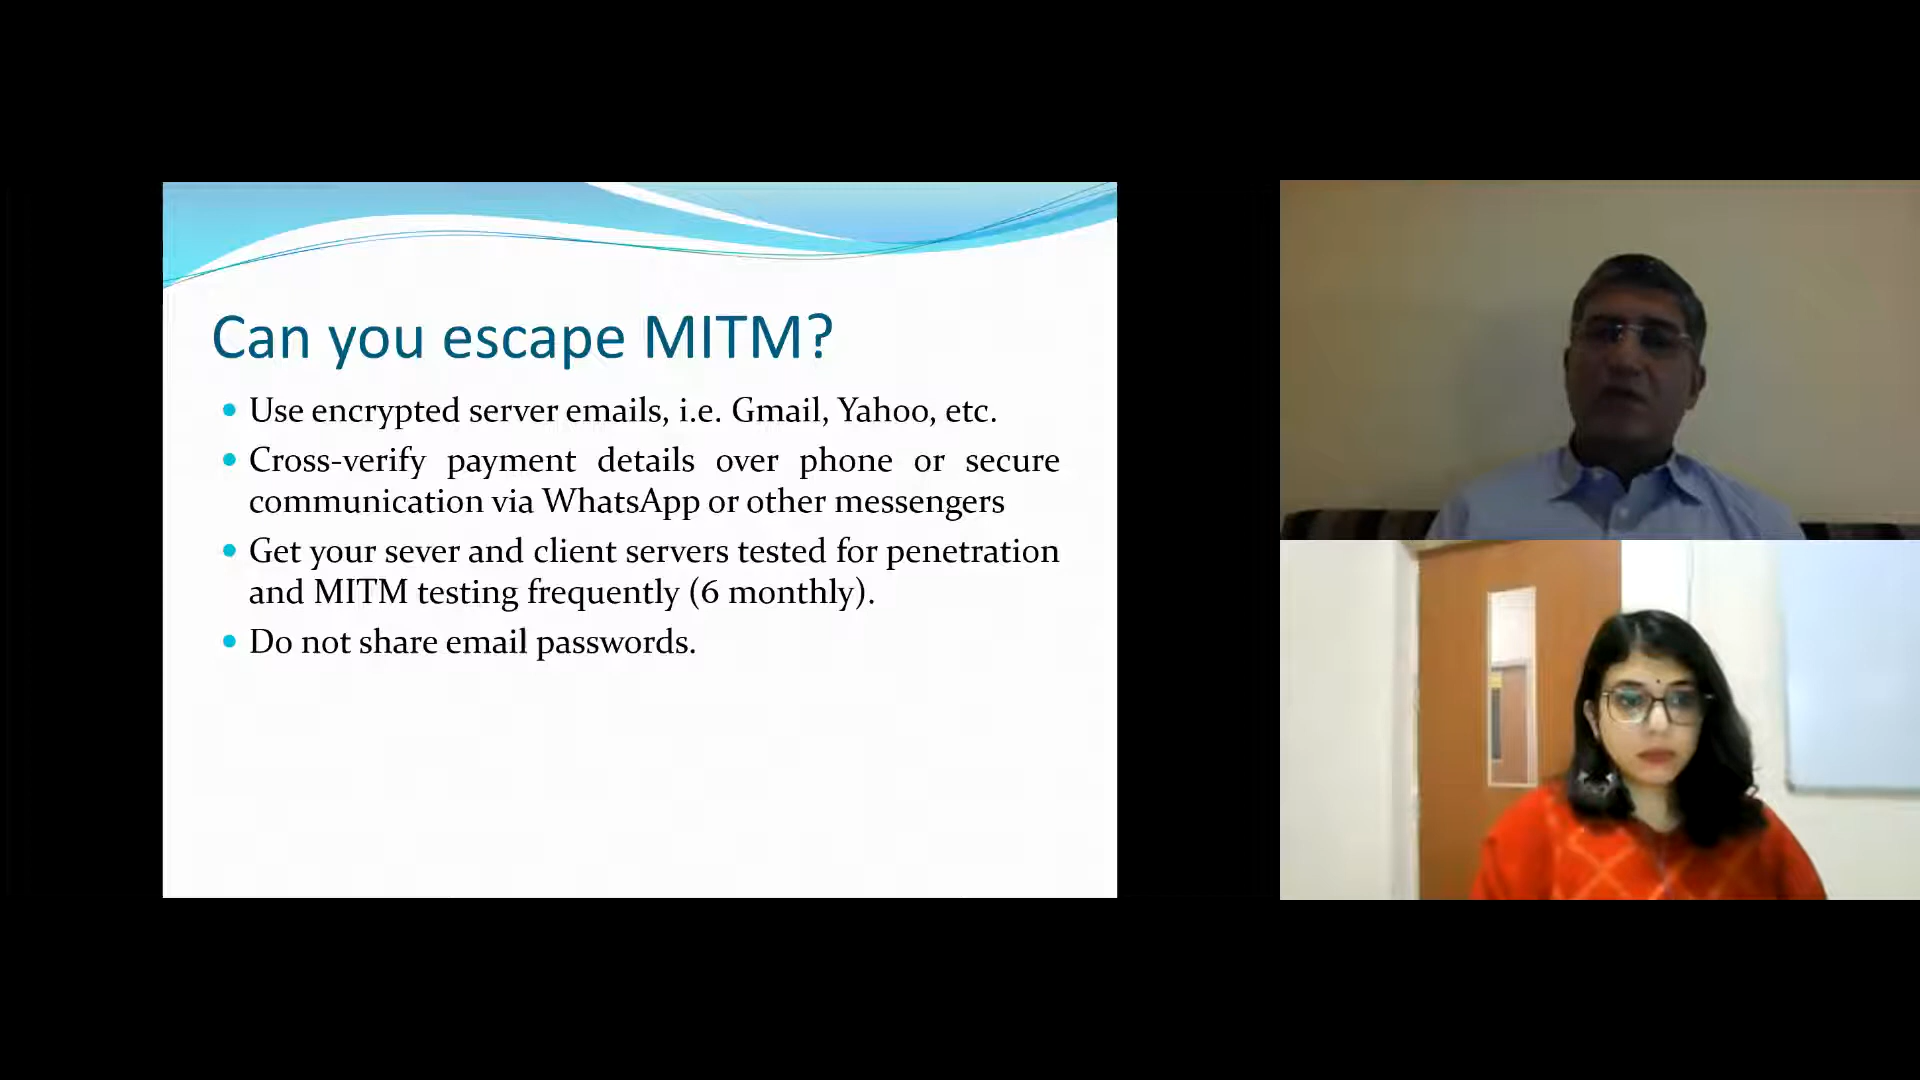 Can you escape MITM?
Use encrypted server emails, i.e. Gmail, Yahoo, etc.
Cross-verify payment details over phone or secure
communication via WhatsApp or other messengers
Get your sever and client servers tested for penetration
and MITM testing frequently (6 monthly).
Do not share email passwords.